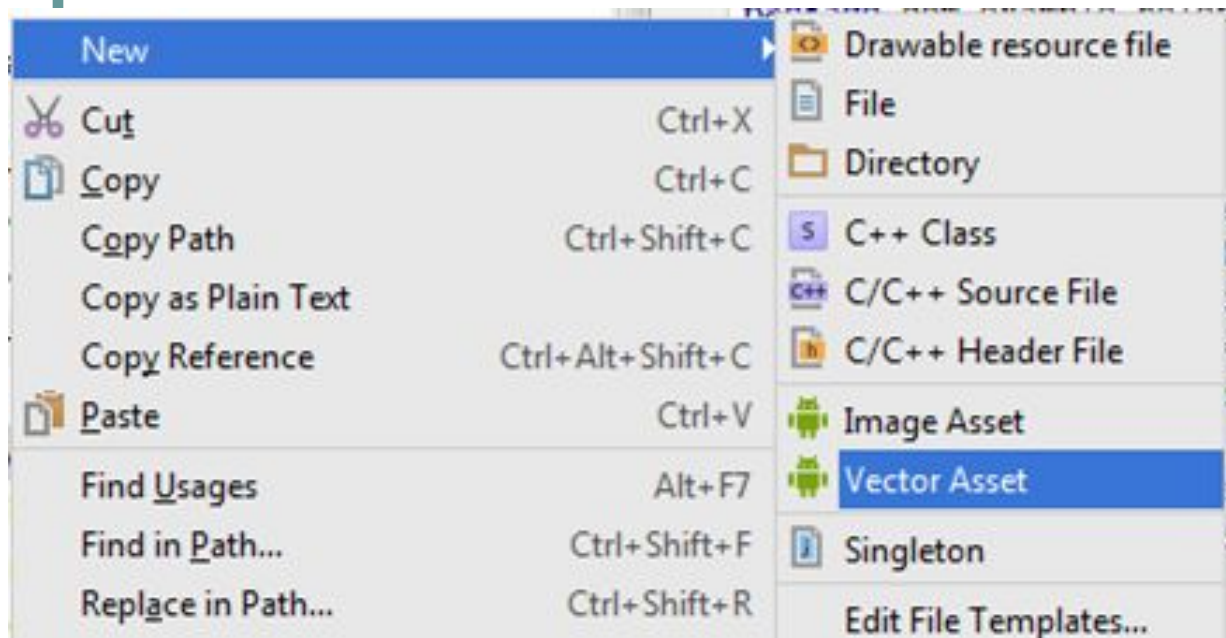 New
Cut Ctrl+X
Copy Ctrl+C
Copy Path Ctrl+Shift+C
Copy as Plain Text
Copy Reference Ctrl+Alt+Shift+C
Paste Ctrl+V
Find Usages Alt+F7
Find in Path... Ctrl+Shift+F
Replace in Path... Ctrl+Shift+R
Drawable resource file
File
Directory
S C++ Class
C++ C/C++ Source File
h C/C++ Header File
Image Asset
Vector Asset
J Singleton
Edit File Templates...